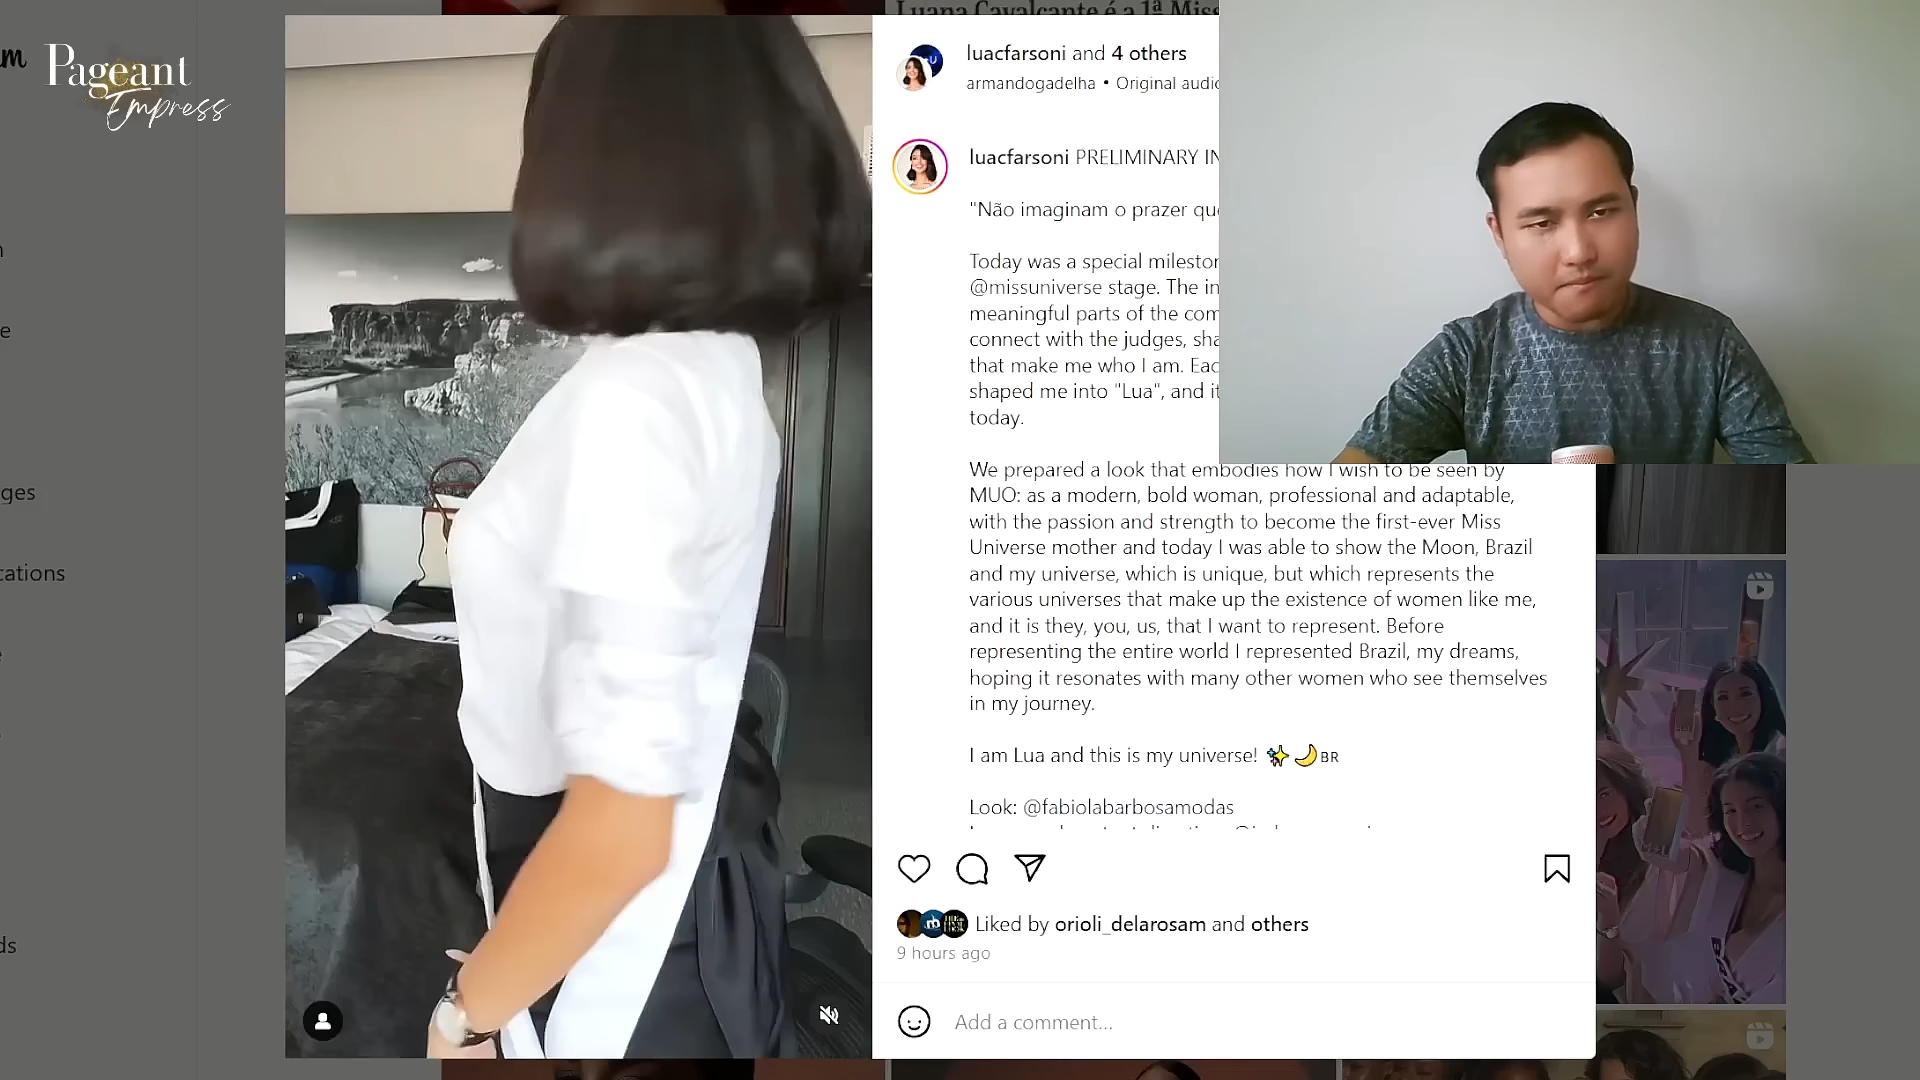 Luana Cavalcante é a 1ª Miss
m
Pageant
Empress
luacfarsoni and 4 others
armandogadelha • Original audio
luacfarsoni PRELIMINARY IN
"Não imaginam o prazer que
Today was a special mileston
@missuniverse stage. The in
meaningful parts of the com
connect with the judges, sha
that make me who I am. Eac
shaped me into "Lua", and it
today.
We prepared a look that embodies how I wish to be seen by
MUO: as a modern, bold woman, professional and adaptable,
with the passion and strength to become the first-ever Miss
Universe mother and today I was able to show the Moon, Brazil
and my universe, which is unique, but which represents the
various universes that make up the existence of women like me,
and it is they, you, us, that I want to represent. Before
representing the entire world I represented Brazil, my dreams,
hoping it resonates with many other women who see themselves
in my journey.
I am Lua and this is my universe! ✨🌙BR
Look: @fabiolabarbosamodas
Liked by orioli_delarosam and others
9 hours ago
Add a comment...
n
e
ges
cations
e
ds